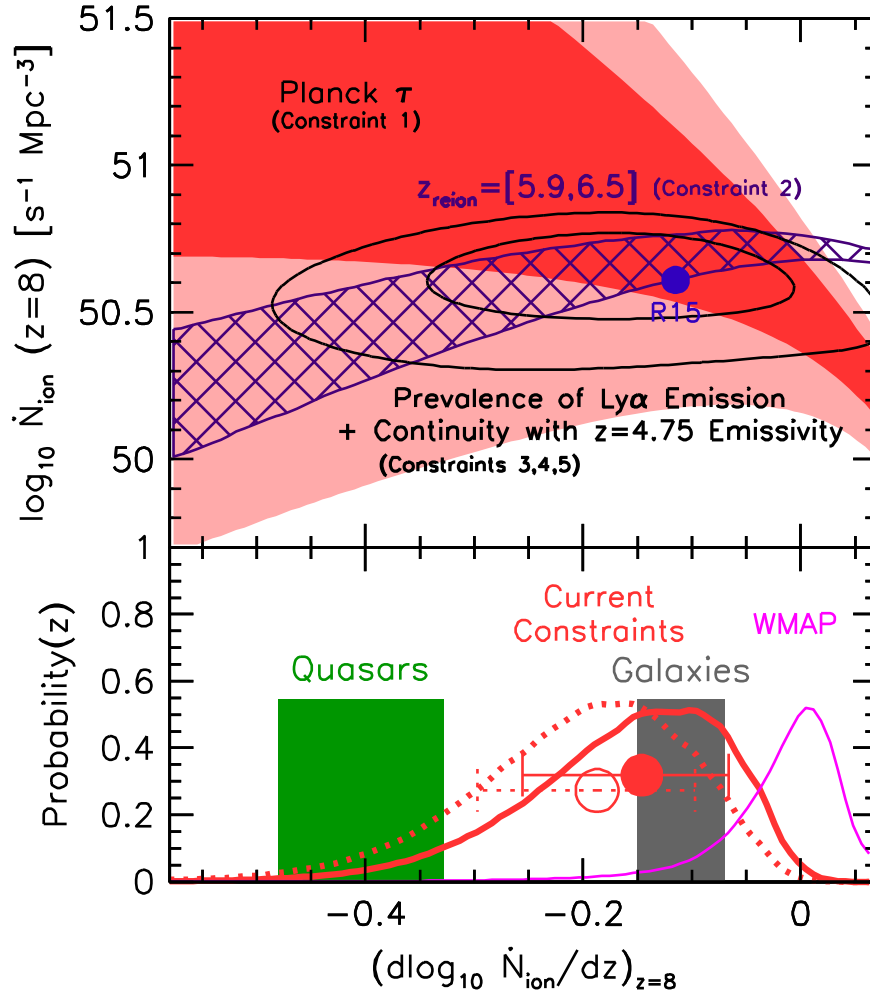 51.5
51
50.5
50
log₁₀ Ṅᵢₒₙ (z=8) [s⁻¹ Mpc⁻³]
Planck τ
(Constraint 1)
z_reion=[5.9,6.5] (Constraint 2)
R15
Prevalence of Lyα Emission
+ Continuity with z=4.75 Emissivity
(Constraints 3,4,5)
1
0.8
0.6
0.4
0.2
0
Probability(z)
Current
Constraints
WMAP
Quasars
Galaxies
−0.4
−0.2
0
(dlog₁₀ Ṅᵢₒₙ/dz)_z=8